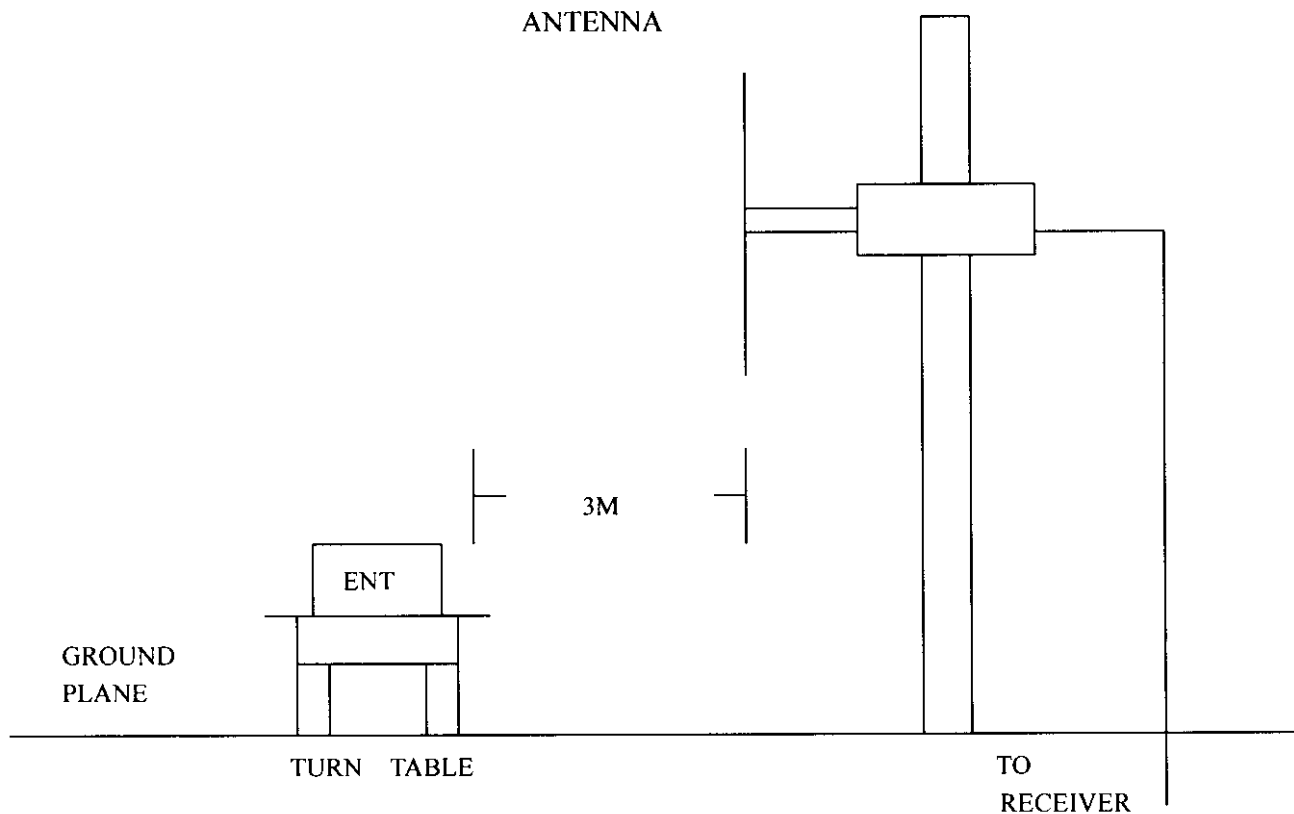 ANTENNA
3M
ENT
GROUND
PLANE
TURN TABLE
TO
RECEIVER